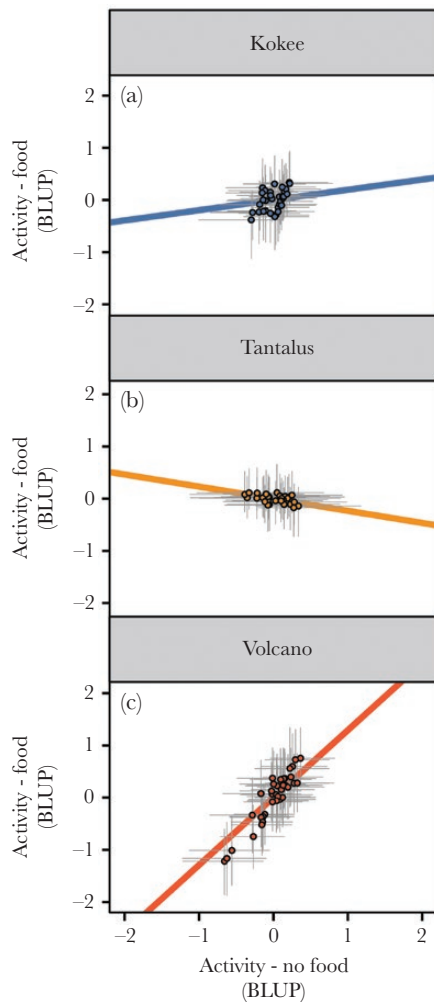 Kokee
(a)
2
1
0
−1
−2
Activity - food
(BLUP)
Tantalus
(b)
2
1
0
−1
−2
Activity - food
(BLUP)
Volcano
(c)
2
1
0
−1
−2
Activity - food
(BLUP)
−2 −1 0 1 2
Activity - no food
(BLUP)